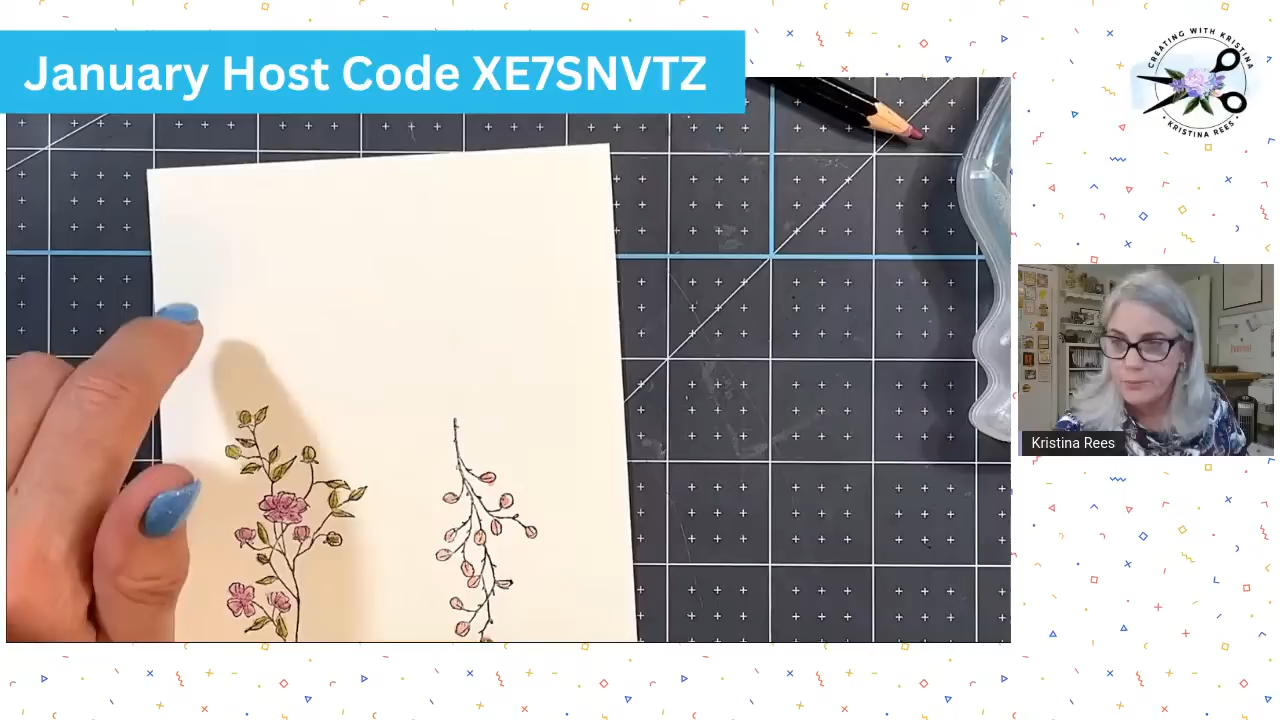 January Host Code XE7SNVTZ
CREATING WITH KRISTINA
• KRISTINA REES •
Kristina Rees